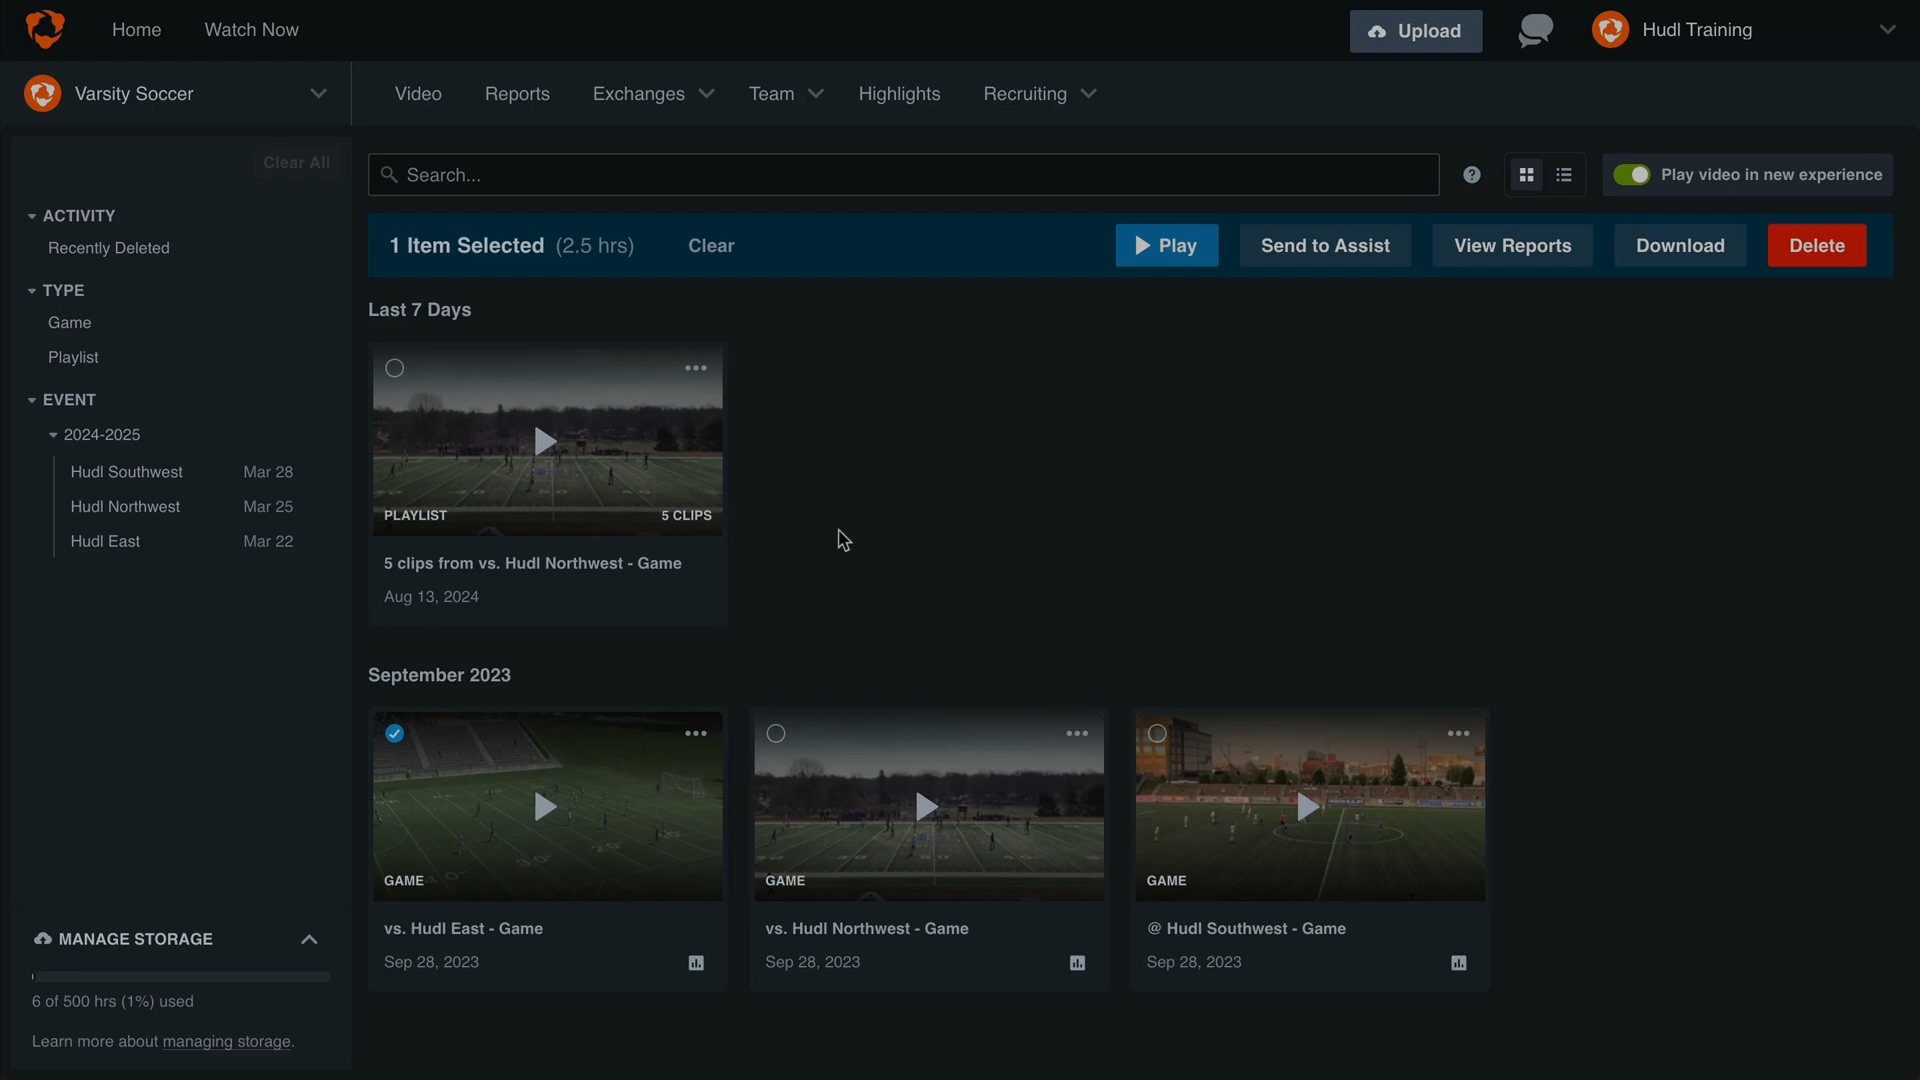 Home
Watch Now
Upload
Hudl Training
Varsity Soccer
Video
Reports
Exchanges
Team
Highlights
Recruiting
Clear All
Search...
Play video in new experience
ACTIVITY
Recently Deleted
TYPE
Game
Playlist
EVENT
2024-2025
Hudl Southwest Mar 28
Hudl Northwest Mar 25
Hudl East Mar 22
1 Item Selected (2.5 hrs)
Clear
Play
Send to Assist
View Reports
Download
Delete
Last 7 Days
PLAYLIST
5 CLIPS
5 clips from vs. Hudl Northwest - Game
Aug 13, 2024
September 2023
GAME
vs. Hudl East - Game
Sep 28, 2023
GAME
vs. Hudl Northwest - Game
Sep 28, 2023
GAME
@ Hudl Southwest - Game
Sep 28, 2023
MANAGE STORAGE
6 of 500 hrs (1%) used
Learn more about managing storage.